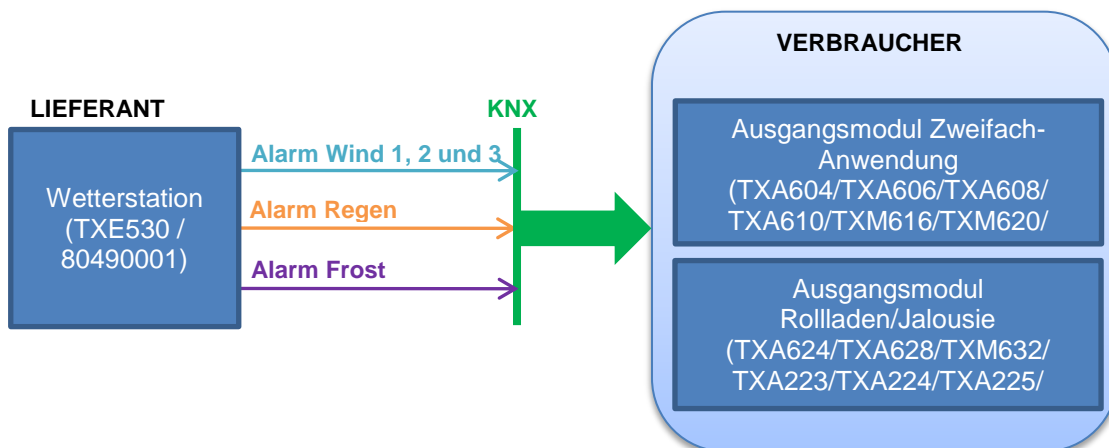 LIEFERANT
Wetterstation
(TXE530 /
80490001)
Alarm Wind 1, 2 und 3
Alarm Regen
Alarm Frost
KNX
VERBRAUCHER
Ausgangsmodul Zweifach-
Anwendung
(TXA604/TXA606/TXA608/
TXA610/TXM616/TXM620/
Ausgangsmodul
Rollladen/Jalousie
(TXA624/TXA628/TXM632/
TXA223/TXA224/TXA225/